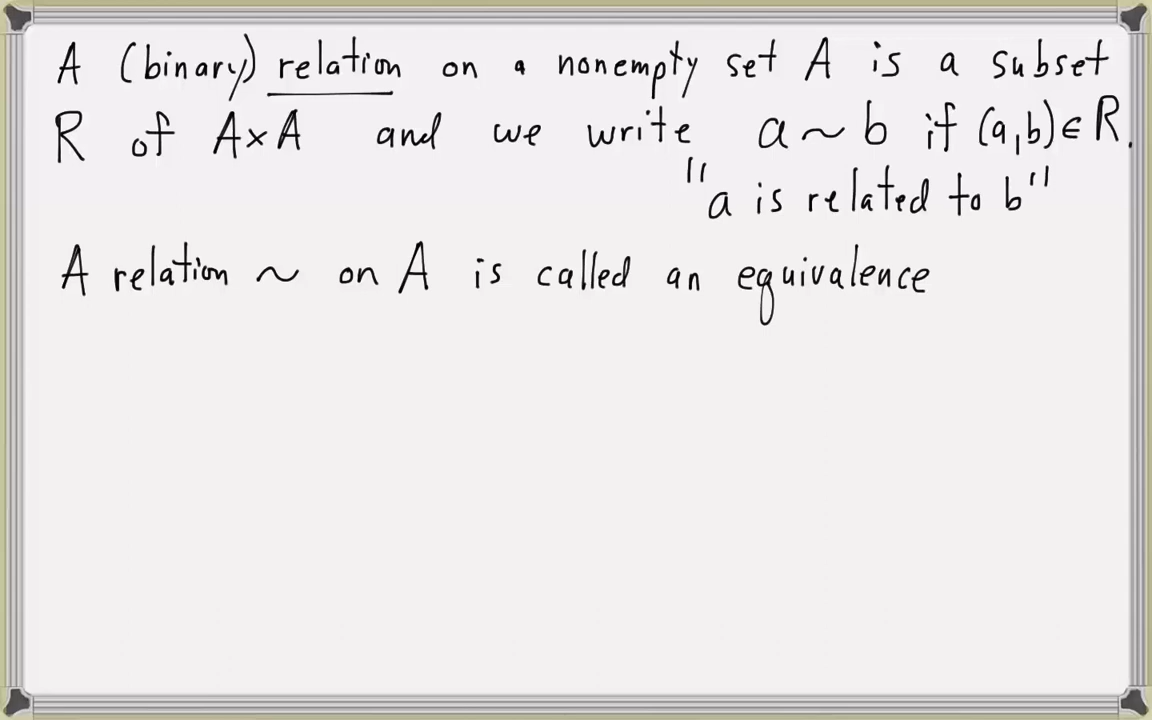 A (binary) relation on a nonempty set A is a subset
R of A×A and we write a ~ b if (a,b)∈R.
"a is related to b"
A relation ~ on A is called an equivalence